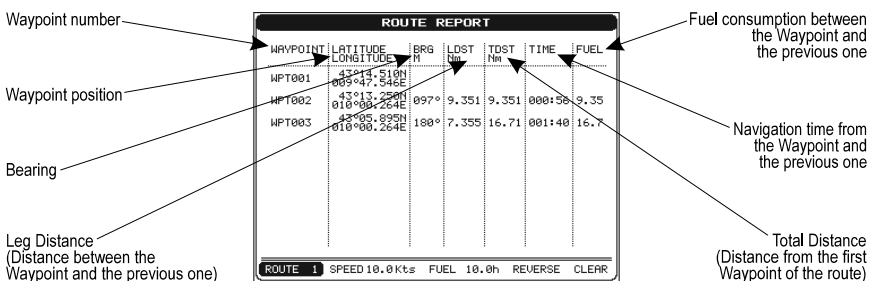 Waypoint number
Waypoint position
Bearing
Leg Distance
(Distance between the
Waypoint and the previous one)
ROUTE REPORT
WAYPOINT LATITUDE BRG LDST TDST TIME FUEL
LONGITUDE M Nm Nm
WPT001 43°14.510N
009°47.546E
WPT002 43°13.250N 097° 9.351 9.351 000:56 9.35
010°00.264E
WPT003 43°05.895N 180° 7.355 16.71 001:40 16.7
010°00.264E
ROUTE 1 SPEED 10.0Kts FUEL 10.0h REVERSE CLEAR
Fuel consumption between
the Waypoint and
the previous one
Navigation time from
the Waypoint and
the previous one
Total Distance
(Distance from the first
Waypoint of the route)